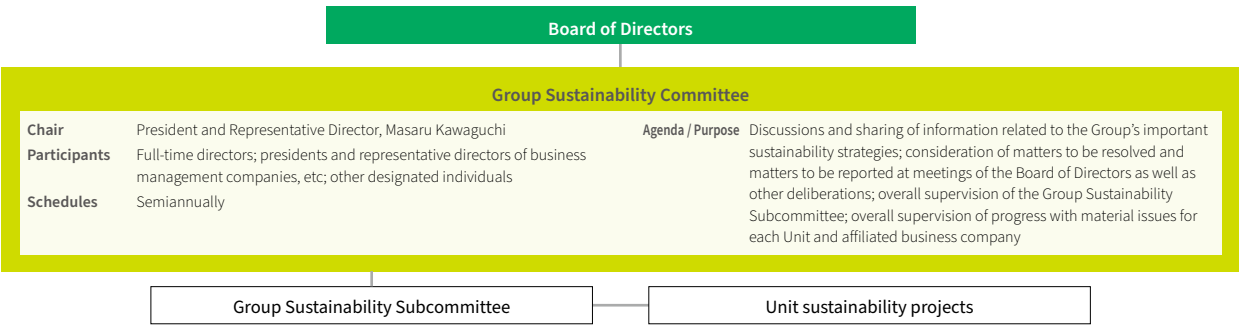 Board of Directors
Group Sustainability Committee
Chair President and Representative Director, Masaru Kawaguchi
Participants Full-time directors; presidents and representative directors of business
management companies, etc; other designated individuals
Schedules Semiannually
Agenda / Purpose Discussions and sharing of information related to the Group's important
sustainability strategies; consideration of matters to be resolved and
matters to be reported at meetings of the Board of Directors as well as
other deliberations; overall supervision of the Group Sustainability
Subcommittee; overall supervision of progress with material issues for
each Unit and affiliated business company
Group Sustainability Subcommittee
Unit sustainability projects